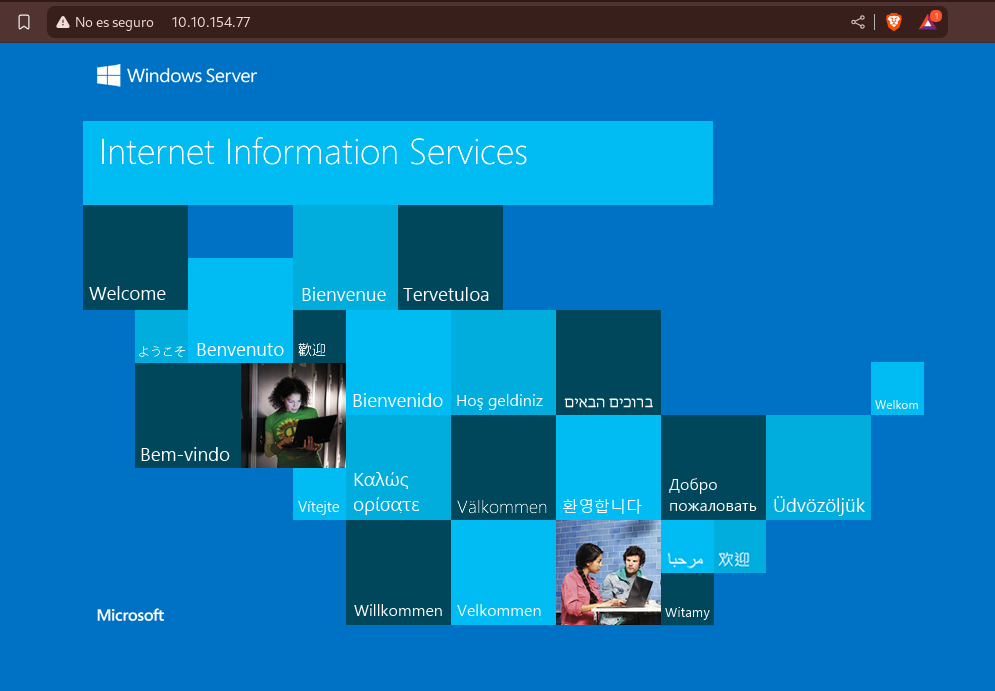 No es seguro 10.10.154.77
1
Windows Server
Internet Information Services
Welcome
Bienvenue
Tervetuloa
ようこそ
Benvenuto
歡迎
Bienvenido
Hoş geldiniz
ברוכים הבאים
Welkom
Bem-vindo
Vítejte
Καλώς
ορίσατε
Välkommen
환영합니다
Добро
пожаловать
Üdvözöljük
Willkommen
Velkommen
مرحبا
欢迎
Witamy
Microsoft